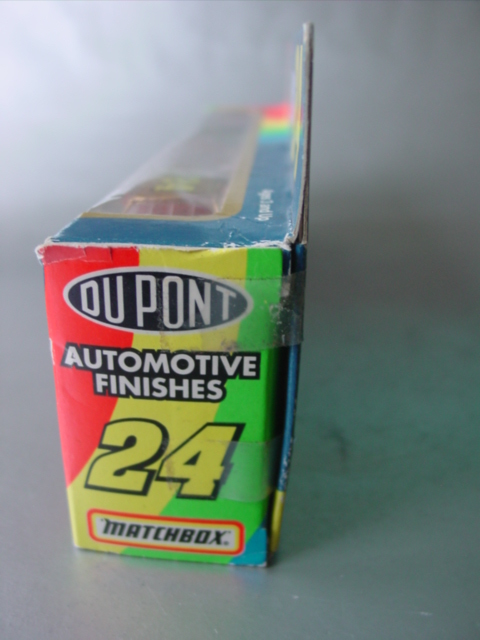 DU PONT
AUTOMOTIVE
FINISHES
24
MATCHBOX